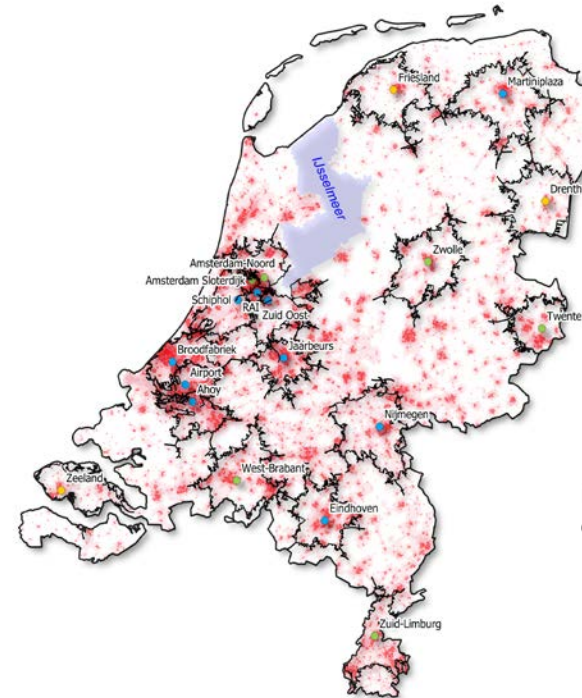 Friesland
Martiniplaza
IJsselmeer
Drenth
Zwolle
Amsterdam-Noord
Amsterdam Sloterdijk
Schiphol
RAI
Zuid Oost
Twente
Jaarbeurs
Broodfabriek
Airport
Ahoy
Nijmegen
West-Brabant
Zeeland
Eindhoven
Zuid-Limburg